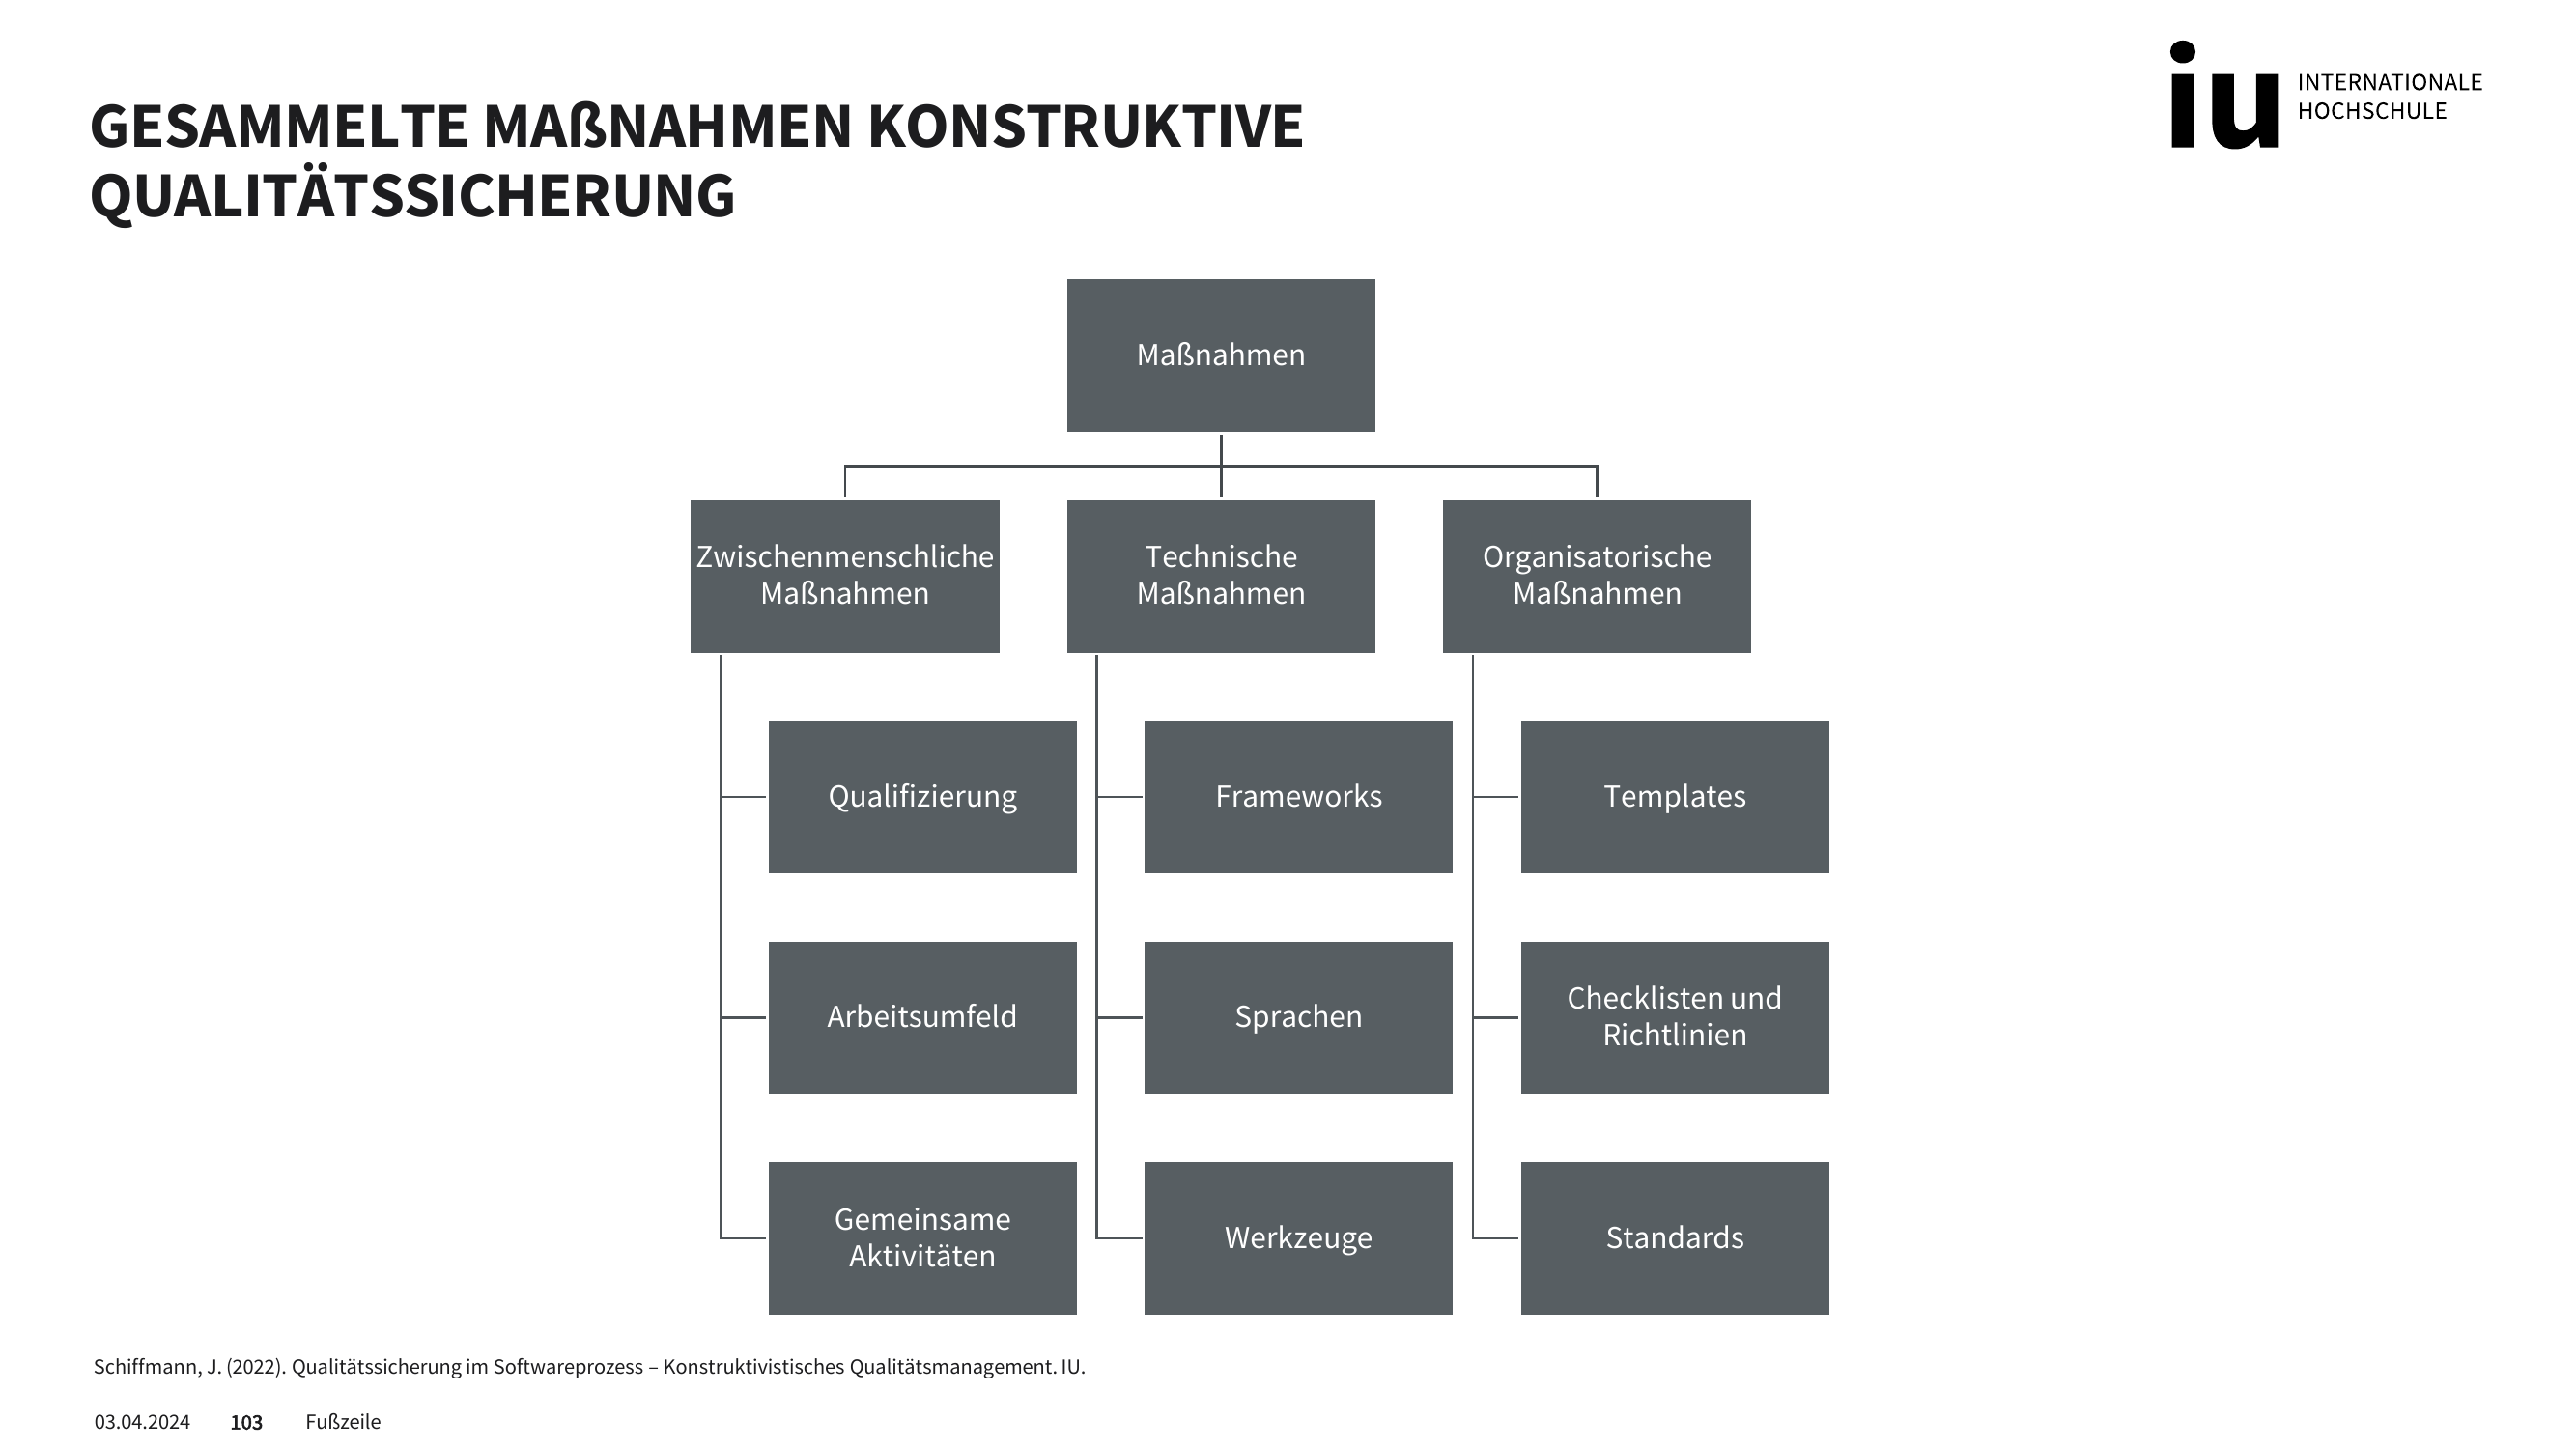 GESAMMELTE MAßNAHMEN KONSTRUKTIVE
QUALITÄTSSICHERUNG
iu INTERNATIONALE
HOCHSCHULE
Maßnahmen
Zwischenmenschliche
Maßnahmen
Technische
Maßnahmen
Organisatorische
Maßnahmen
Qualifizierung
Frameworks
Templates
Arbeitsumfeld
Sprachen
Checklisten und
Richtlinien
Gemeinsame
Aktivitäten
Werkzeuge
Standards
Schiffmann, J. (2022). Qualitätssicherung im Softwareprozess – Konstruktivistisches Qualitätsmanagement. IU.
03.04.2024 103 Fußzeile